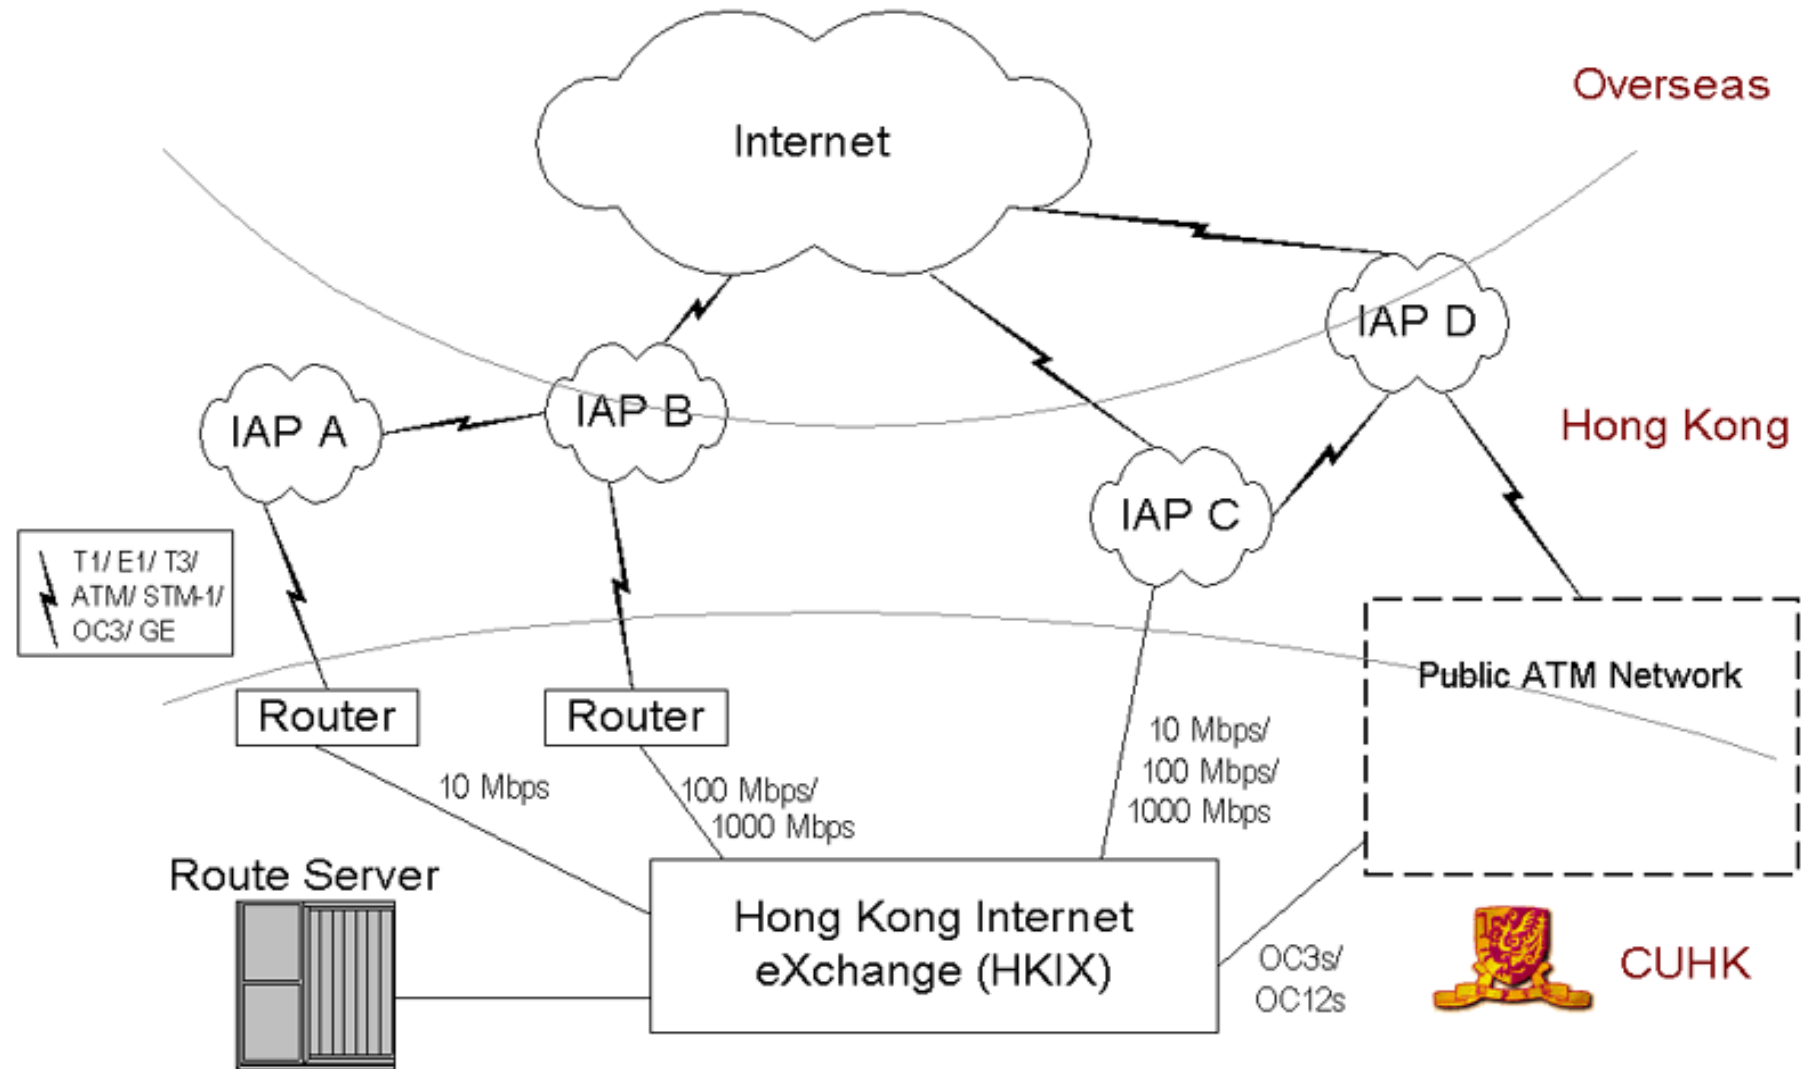 Overseas
Internet
IAP D
IAP B
IAP A
Hong Kong
IAP C
T1/ E1/ T3/
ATM/ STM-1/
OC3/ GE
Public ATM Network
Router
Router
10 Mbps/
100 Mbps/
1000 Mbps
10 Mbps
100 Mbps/
1000 Mbps
Route Server
Hong Kong Internet
eXchange (HKIX)
OC3s/
OC12s
CUHK